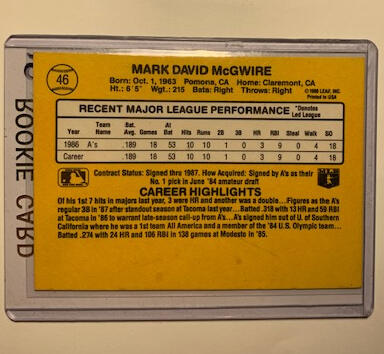 46
MARK DAVID McGWIRE
Born: Oct. 1, 1963 Pomona, CA Home: Claremont, CA
Ht.: 6'5" Wgt.: 215 Bats: Right Throws: Right
© 1986 LEAF, INC.
Printed in USA
RECENT MAJOR LEAGUE PERFORMANCE *Denotes Led League
Year Team Name Bat. Avg. Games At Bat Hits Runs 2B 3B HR RBI Steal Walk SO
1986 A's .189 18 53 10 10 1 0 3 9 0 4 18
Career .189 18 53 10 10 1 0 3 9 0 4 18
Contract Status: Signed thru 1987. How Acquired: Signed by A's as their
No. 1 pick in June '84 amateur draft
CAREER HIGHLIGHTS
Of his 1st 7 hits in majors last year, 3 were HR and another was a double...Figures as the A's
regular 3B in '87 after standout season at Tacoma last year...Batted .318 with 13 HR and 59 RBI
at Tacoma in '86 to warrant late-season call-up from A's...A's signed him out of U. of Southern
California where he was a 1st team All America and a member of the '84 U.S. Olympic team...
Batted .274 with 24 HR and 106 RBI in 138 games at Modesto in '85.
ROOKIE CARD